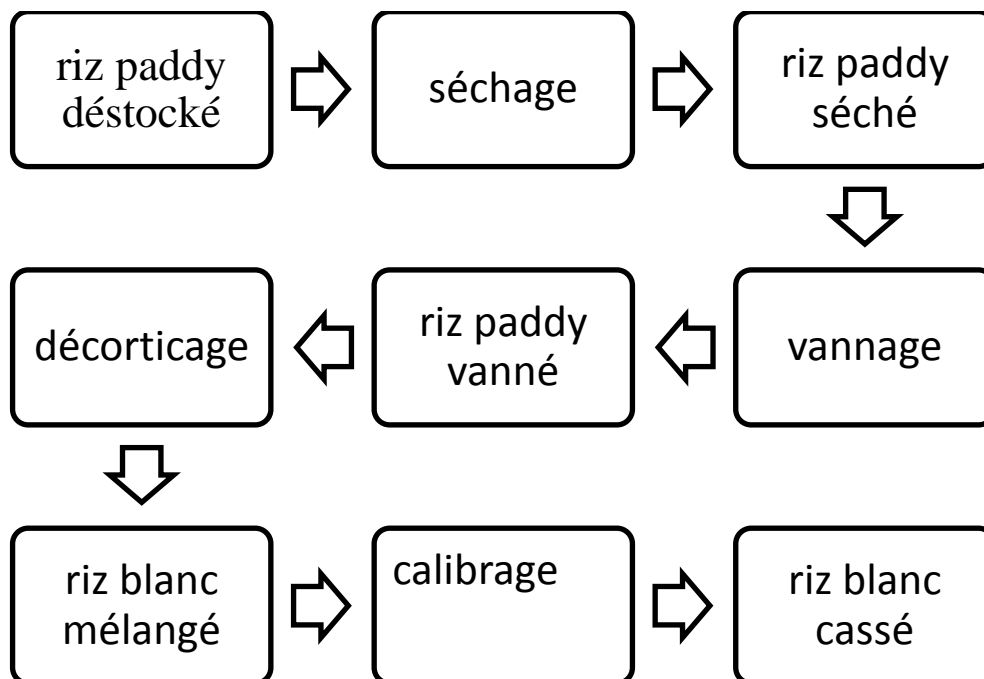 riz paddy
déstocké
séchage
riz paddy
séché
décorticage
riz paddy
vanné
vannage
riz blanc
mélangé
calibrage
riz blanc
cassé